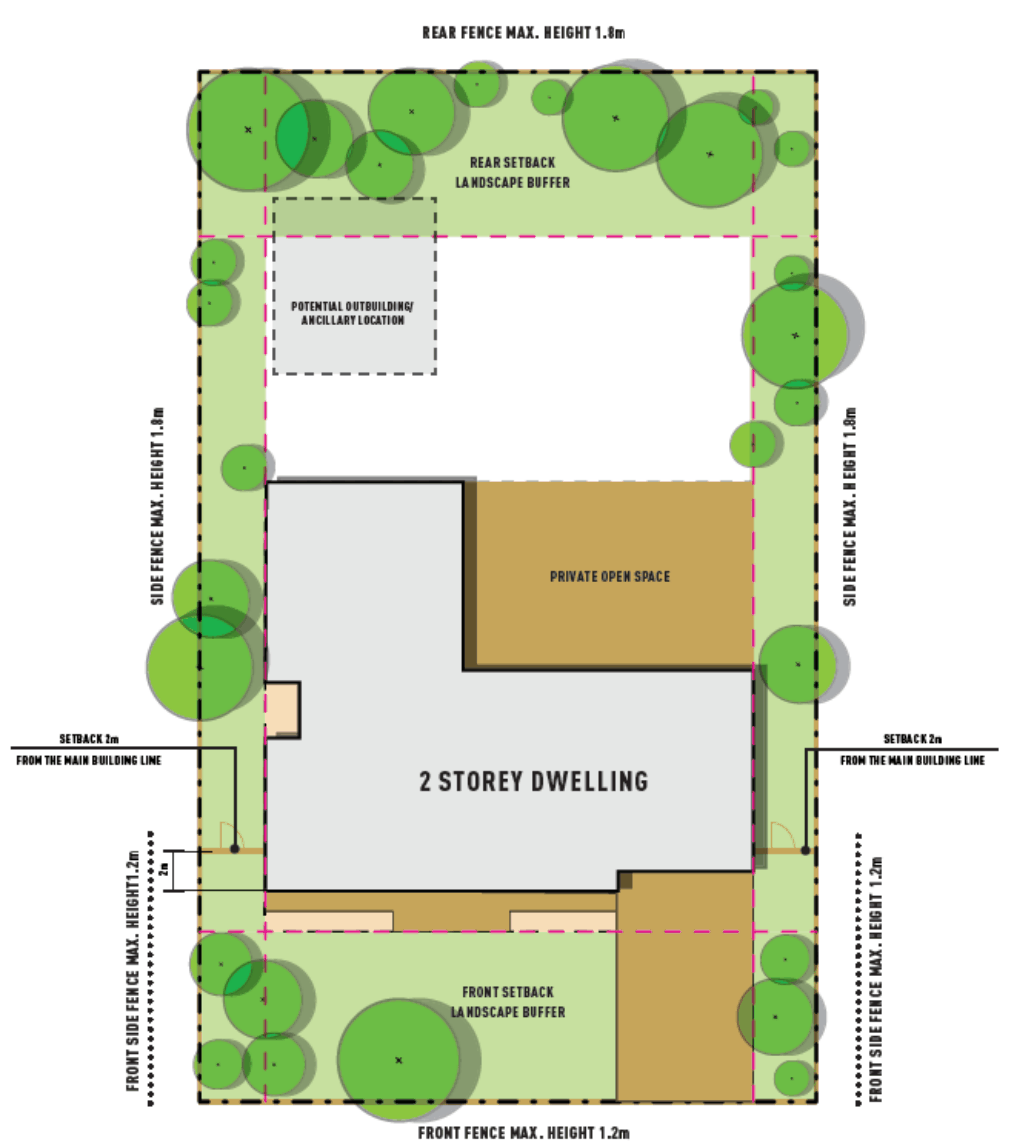 REAR FENCE MAX. HEIGHT 1.8m
REAR SETBACK
LANDSCAPE BUFFER
POTENTIAL OUTBUILDING/
ANCILLARY LOCATION
SIDE FENCE MAX. HEIGHT 1.8m
SIDE FENCE MAX. HEIGHT 1.8m
PRIVATE OPEN SPACE
SETBACK 2m
FROM THE MAIN BUILDING LINE
SETBACK 2m
FROM THE MAIN BUILDING LINE
2 STOREY DWELLING
2m
FRONT SIDE FENCE MAX. HEIGHT 1.2m
FRONT SIDE FENCE MAX. HEIGHT 1.2m
FRONT SETBACK
LANDSCAPE BUFFER
FRONT FENCE MAX. HEIGHT 1.2m